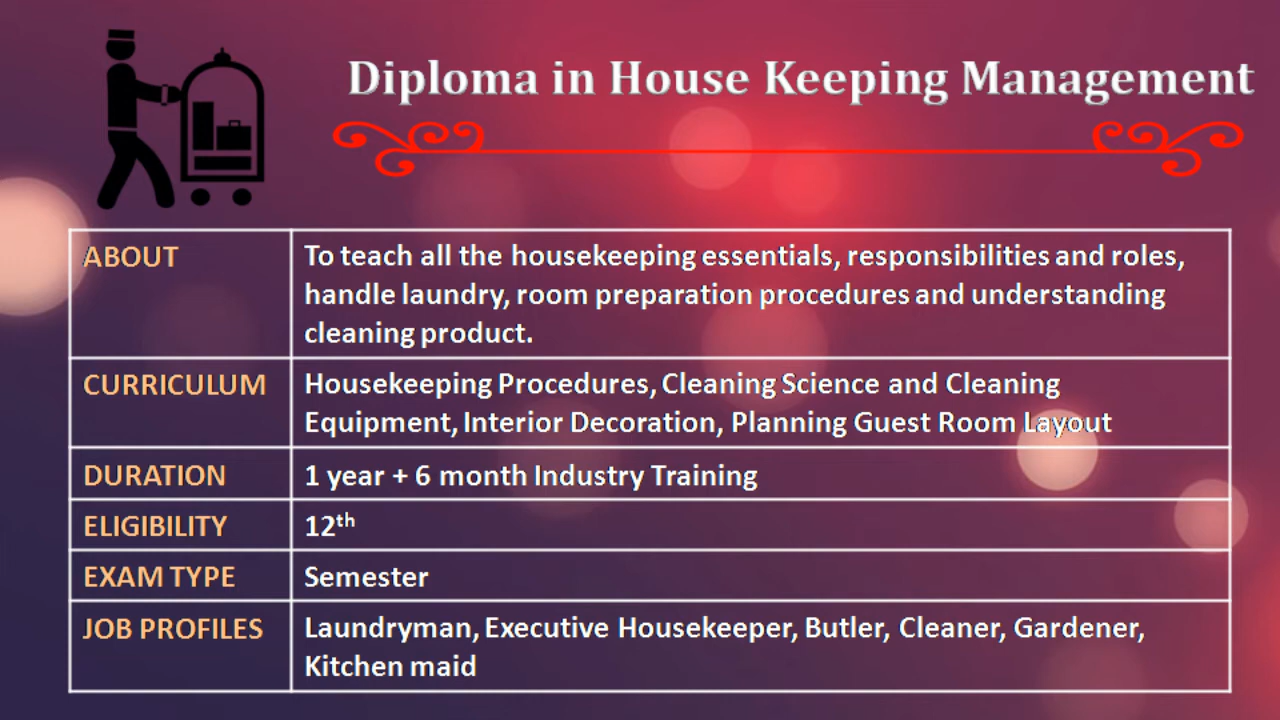 Diploma in House Keeping Management
ABOUT
To teach all the housekeeping essentials, responsibilities and roles,
handle laundry, room preparation procedures and understanding
cleaning product.
CURRICULUM
Housekeeping Procedures, Cleaning Science and Cleaning
Equipment, Interior Decoration, Planning Guest Room Layout
DURATION
1 year + 6 month Industry Training
ELIGIBILITY
12th
EXAM TYPE
Semester
JOB PROFILES
Laundryman, Executive Housekeeper, Butler, Cleaner, Gardener,
Kitchen maid